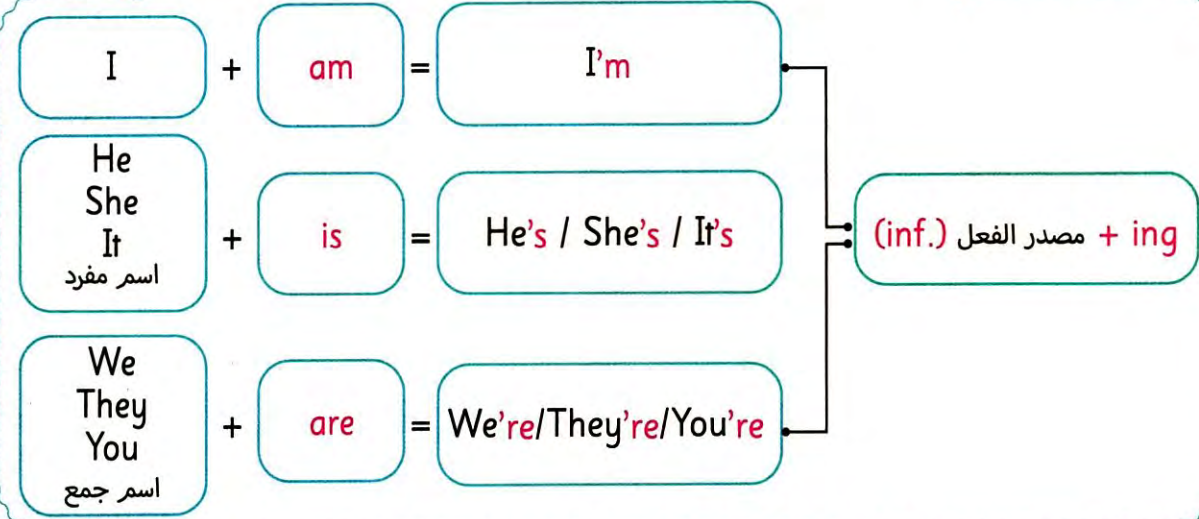 I + am = I'm
He
She
It
اسم مفرد
+ is = He's / She's / It's
(inf.) مصدر الفعل + ing
We
They
You
اسم جمع
+ are = We're/They're/You're